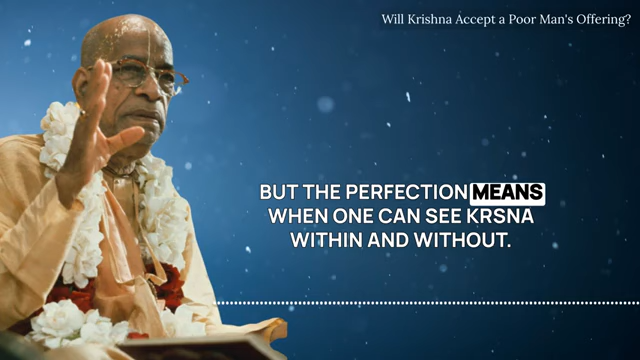 Will Krishna Accept a Poor Man's Offering?
BUT THE PERFECTION MEANS
WHEN ONE CAN SEE KRSNA
WITHIN AND WITHOUT.